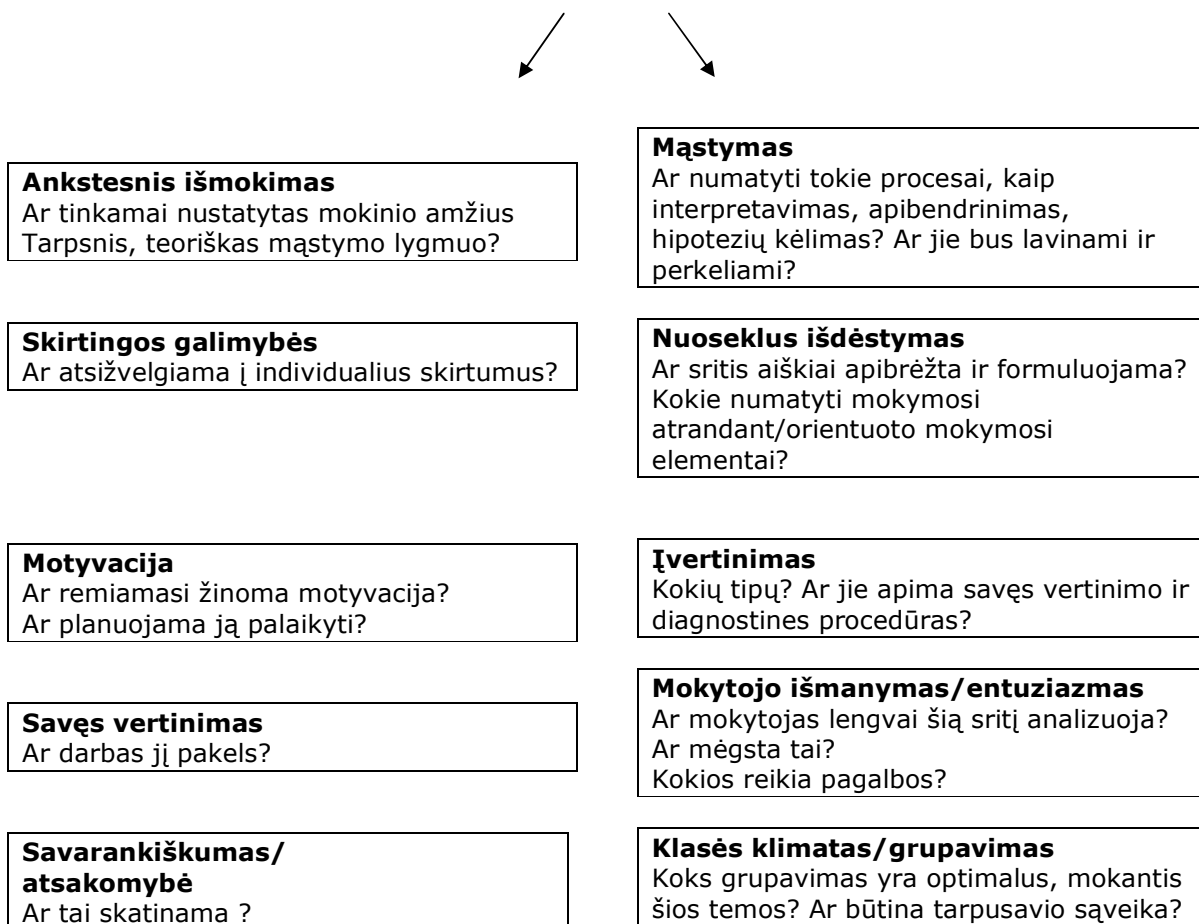 Ankstesnis išmokimas
Ar tinkamai nustatytas mokinio amžius
Tarpsnis, teoriškas mąstymo lygmuo?
Skirtingos galimybės
Ar atsižvelgiama į individualius skirtumus?
Motyvacija
Ar remiamasi žinoma motyvacija?
Ar planuojama ją palaikyti?
Savęs vertinimas
Ar darbas jį pakels?
Savarankiškumas/
atsakomybė
Ar tai skatinama ?
Mąstymas
Ar numatyti tokie procesai, kaip
interpretavimas, apibendrinimas,
hipotezių kėlimas? Ar jie bus lavinami ir
perkeliami?
Nuoseklus išdėstymas
Ar sritis aiškiai apibrėžta ir formuluojama?
Kokie numatyti mokymosi
atrandant/orientuoto mokymosi
elementai?
Įvertinimas
Kokių tipų? Ar jie apima savęs vertinimo ir
diagnostines procedūras?
Mokytojo išmanymas/entuziazmas
Ar mokytojas lengvai šią sritį analizuoja?
Ar mėgsta tai?
Kokios reikia pagalbos?
Klasės klimatas/grupavimas
Koks grupavimas yra optimalus, mokantis
šios temos? Ar būtina tarpusavio sąveika?